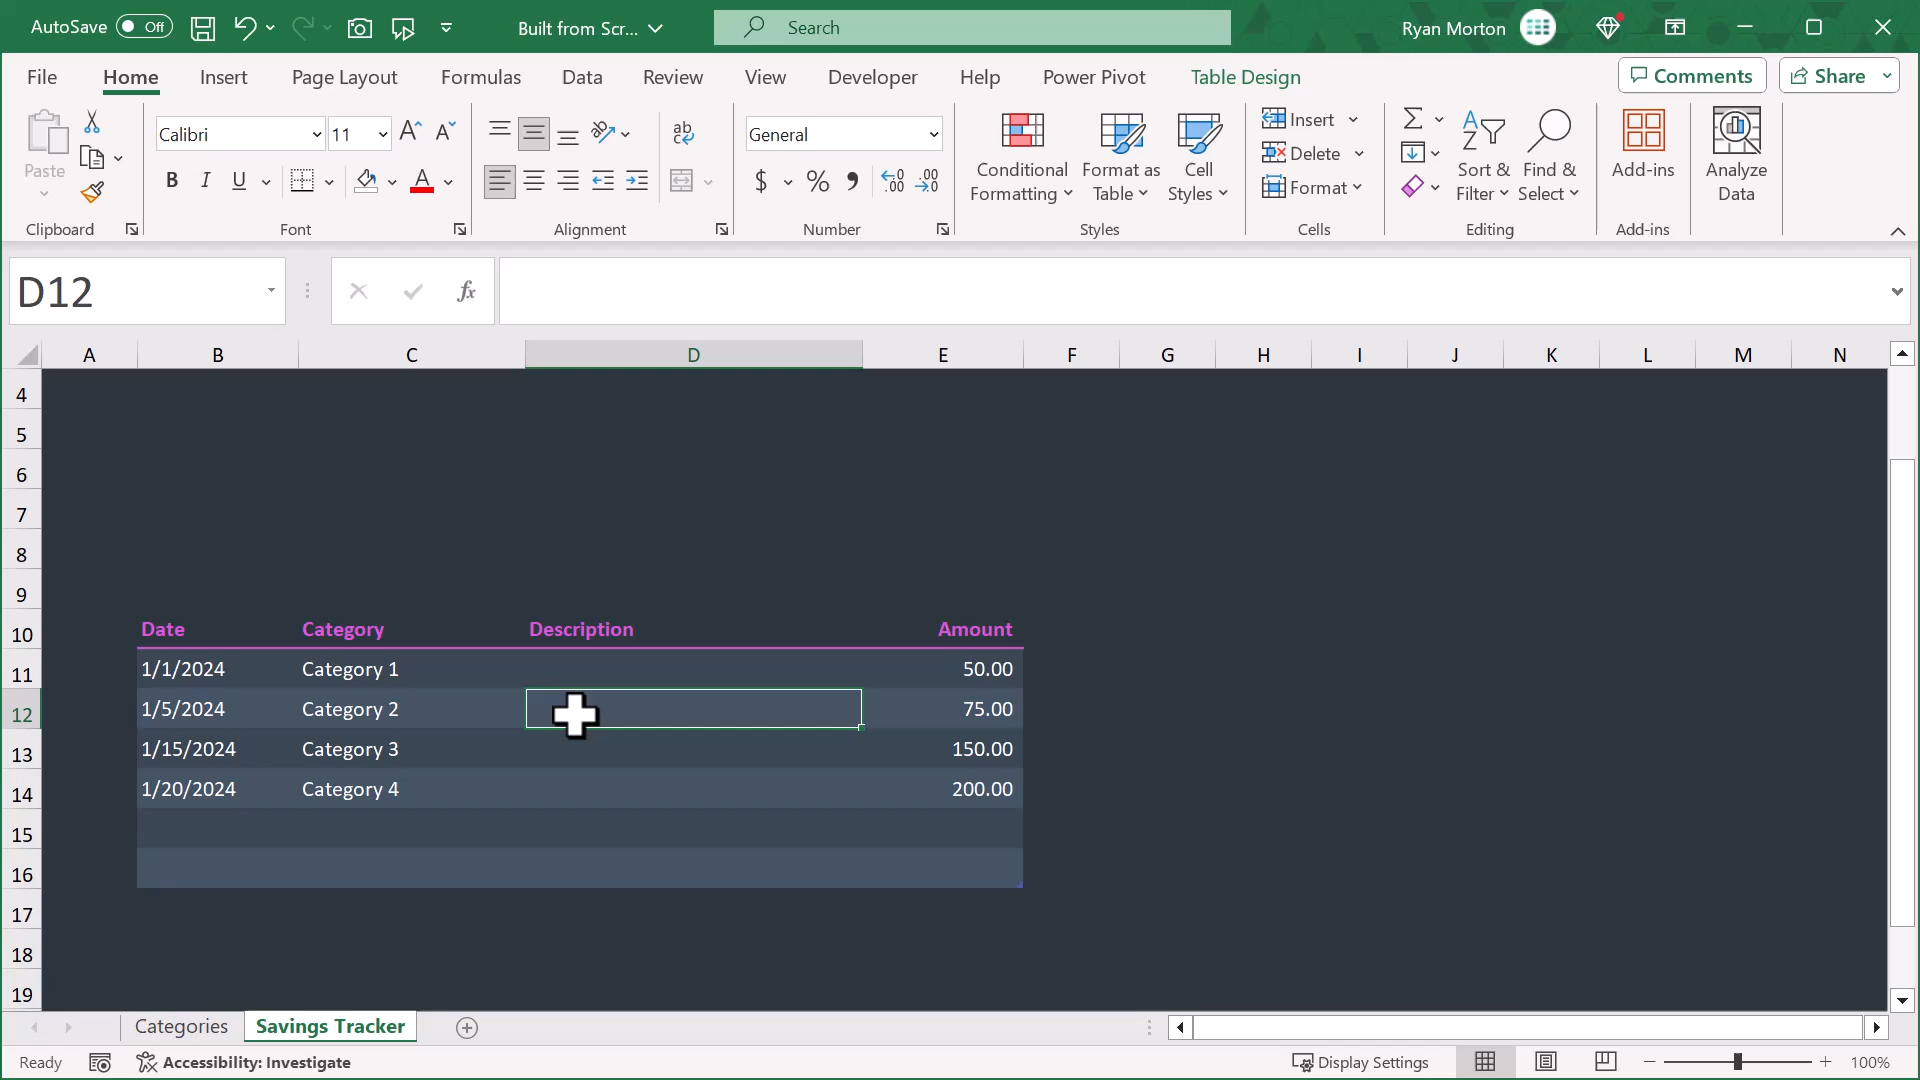 AutoSave Off Built from Scr... Search Ryan Morton
File Home Insert Page Layout Formulas Data Review View Developer Help Power Pivot Table Design Comments Share
Paste Calibri 11 General Conditional Formatting Format as Table Cell Styles Insert Delete Format Sort & Filter Find & Select Add-ins Analyze Data
Clipboard Font Alignment Number Styles Cells Editing Add-ins
D12 fx
A B C D E F G H I J K L M N
4
5
6
7
8
9
10 Date Category Description Amount
11 1/1/2024 Category 1 50.00
12 1/5/2024 Category 2 75.00
13 1/15/2024 Category 3 150.00
14 1/20/2024 Category 4 200.00
15
16
17
18
19
Categories Savings Tracker
Ready Accessibility: Investigate Display Settings 100%